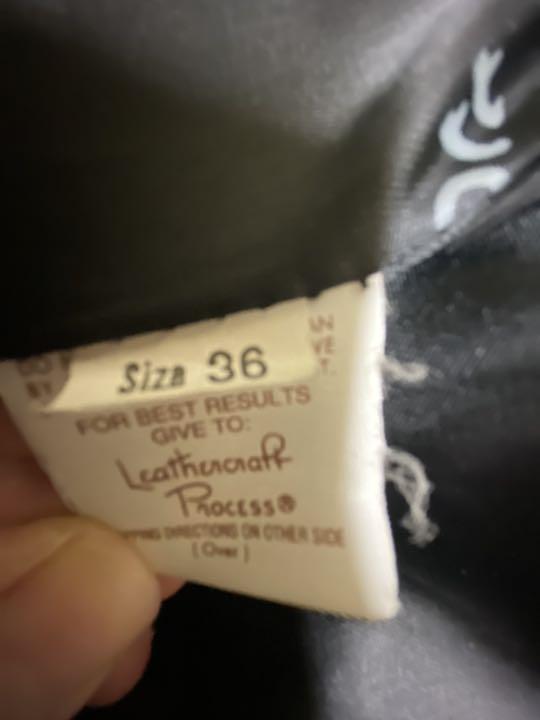 Size 36
FOR BEST RESULTS
GIVE TO:
Leathercraft
Process®
DIRECTIONS ON OTHER SIDE
(Over)